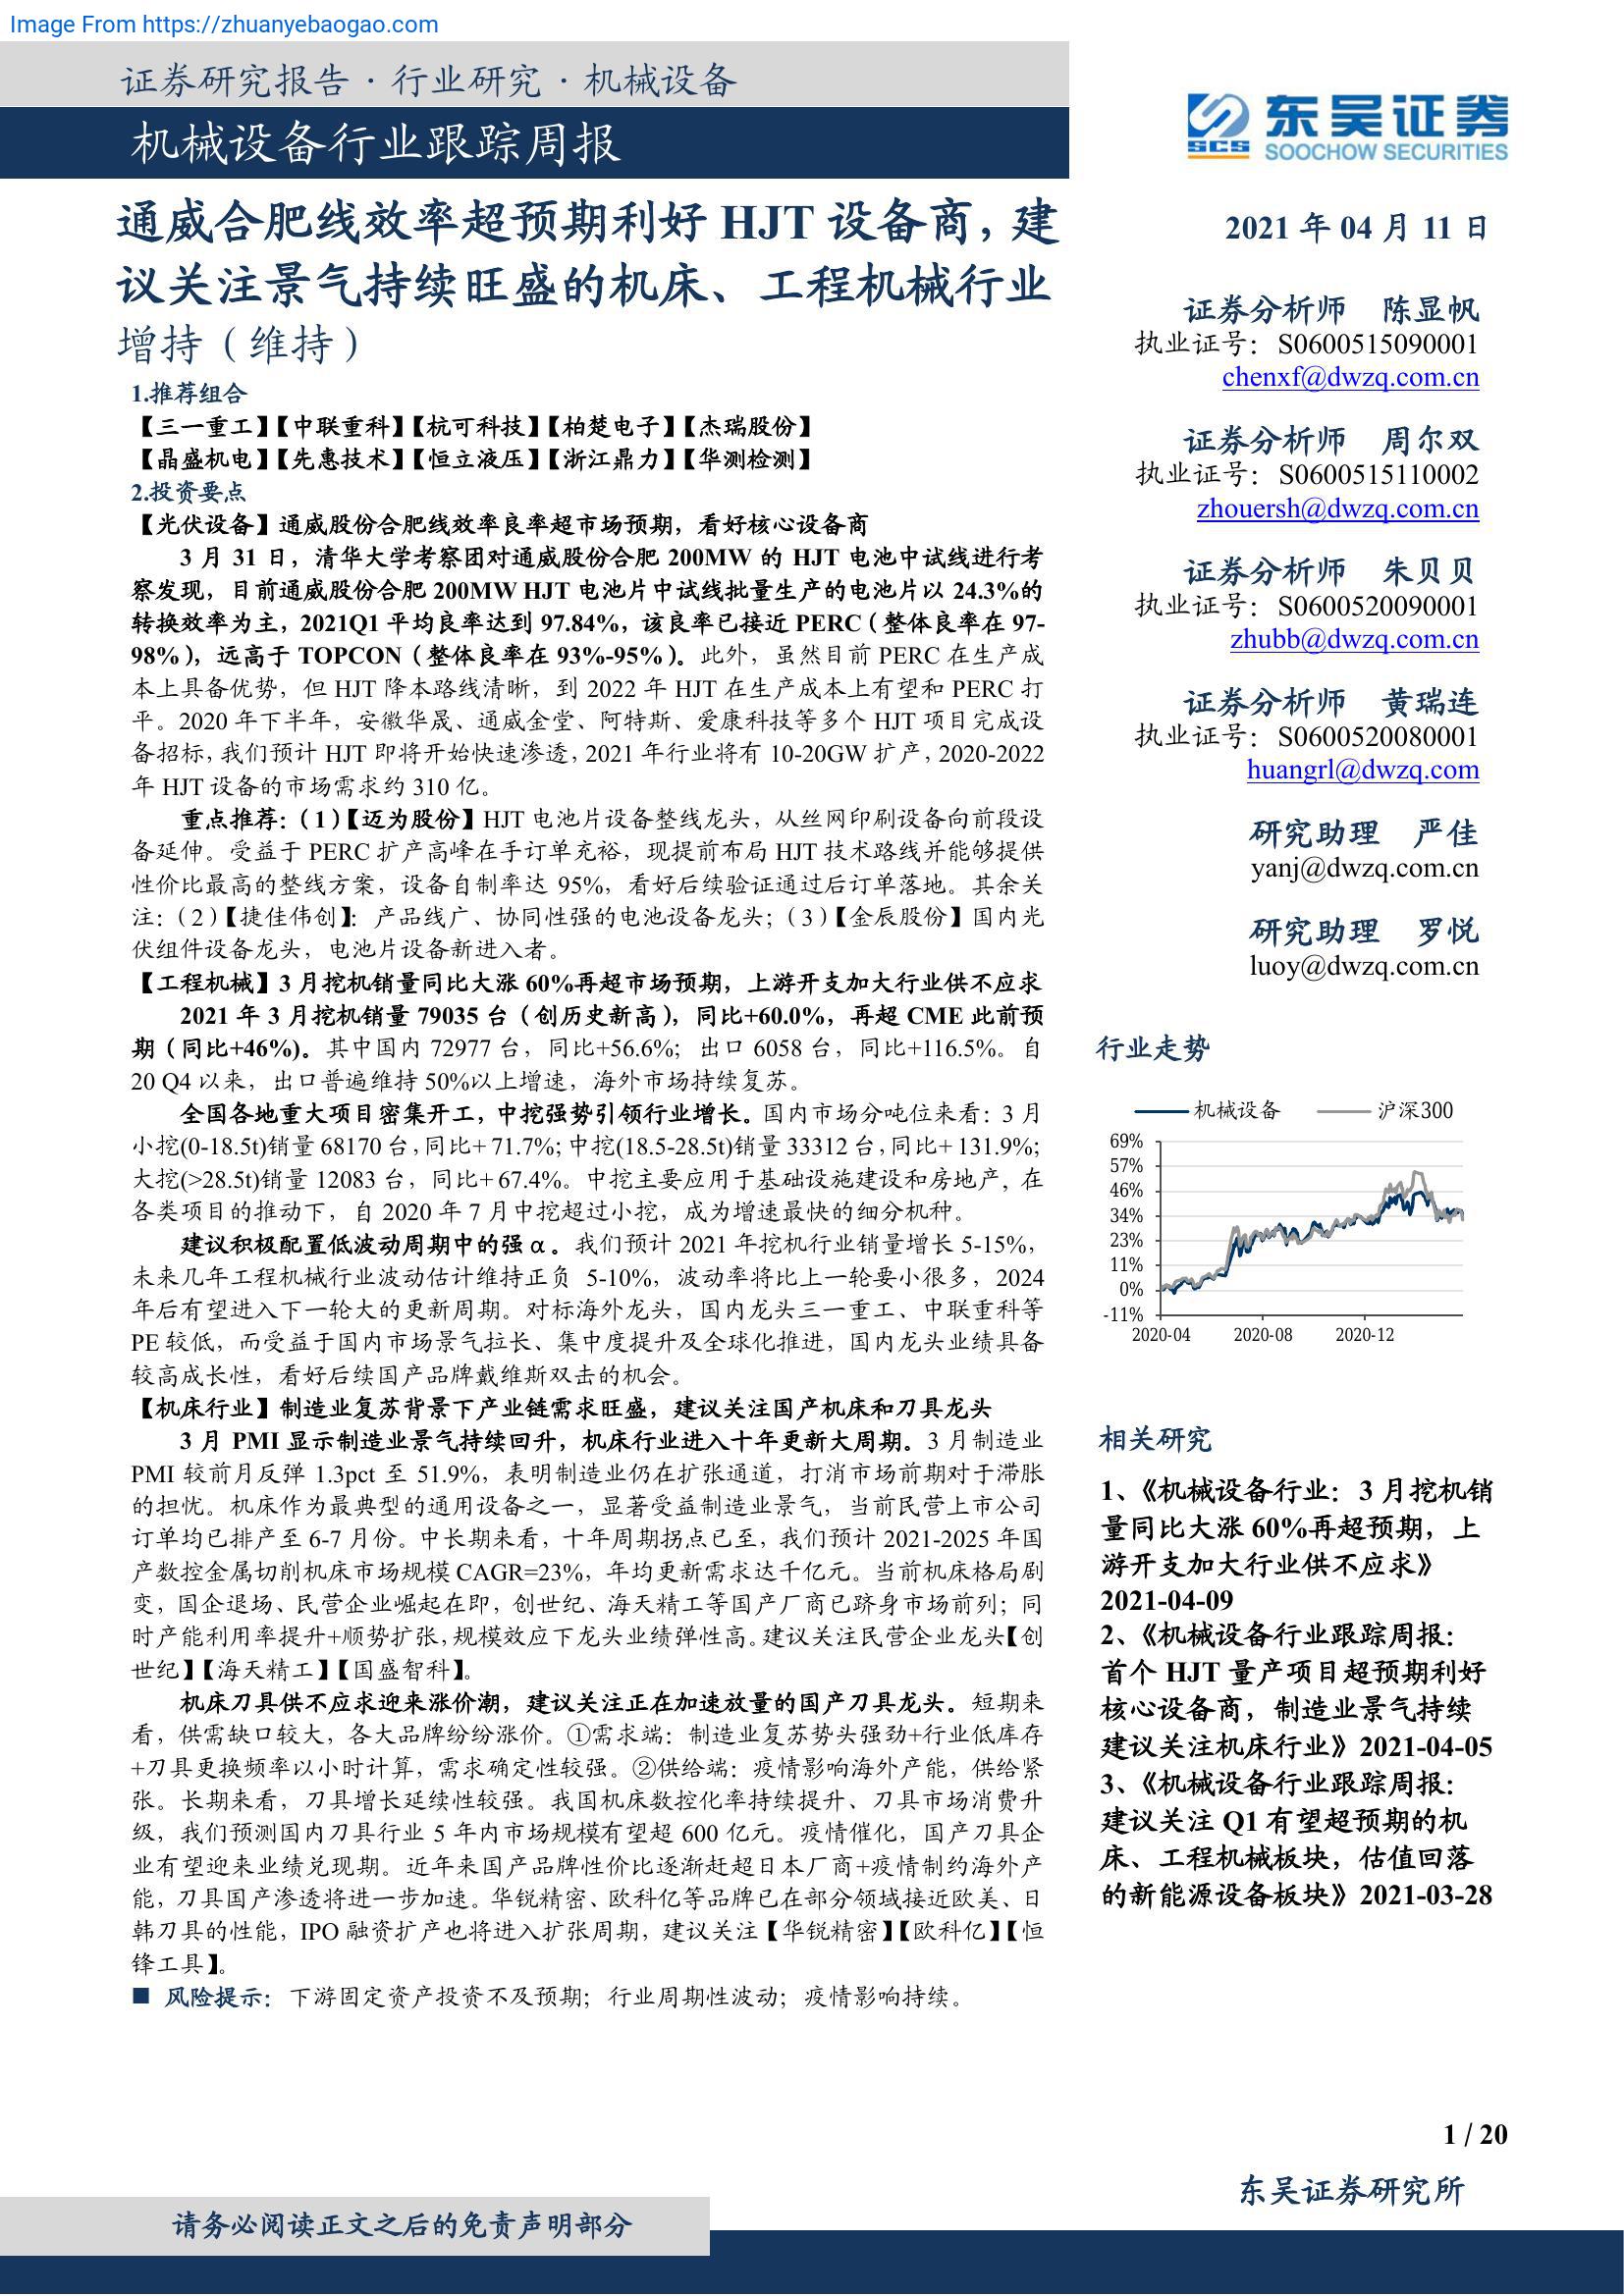 Image From https://zhuanyebaogao.com
证券研究报告·行业研究·机械设备
机械设备行业跟踪周报
东吴证券
SCS
SOOCHOW SECURITIES
通威合肥线效率超预期利好 HJT 设备商，建
议关注景气持续旺盛的机床、工程机械行业
增持（维持）
1.推荐组合
【三一重工】【中联重科】【杭可科技】【柏楚电子】【杰瑞股份】
【晶盛机电】【先惠技术】【恒立液压】【浙江鼎力】【华测检测】
2.投资要点
【光伏设备】通威股份合肥线效率良率超市场预期，看好核心设备商
3 月 31 日，清华大学考察团对通威股份合肥 200MW 的 HJT 电池中试线进行考
察发现，目前通威股份合肥 200MW HJT 电池片中试线批量生产的电池片以 24.3%的
转换效率为主，2021Q1 平均良率达到 97.84%，该良率已接近 PERC（整体良率在 97-
98%），远高于 TOPCON（整体良率在 93%-95%）。此外，虽然目前 PERC 在生产成
本上具备优势，但 HJT 降本路线清晰，到 2022 年 HJT 在生产成本上有望和 PERC 打
平。2020 年下半年，安徽华晟、通威金堂、阿特斯、爱康科技等多个 HJT 项目完成设
备招标，我们预计 HJT 即将开始快速渗透，2021 年行业将有 10-20GW 扩产，2020-2022
年 HJT 设备的市场需求约 310 亿。
重点推荐：（1）【迈为股份】HJT 电池片设备整线龙头，从丝网印刷设备向前段设
备延伸。受益于 PERC 扩产高峰在手订单充裕，现提前布局 HJT 技术路线并能够提供
性价比最高的整线方案，设备自制率达 95%，看好后续验证通过后订单落地。其余关
注：（2）【捷佳伟创】：产品线广、协同性强的电池设备龙头；（3）【金辰股份】国内光
伏组件设备龙头，电池片设备新进入者。
【工程机械】3 月挖机销量同比大涨 60%再超市场预期，上游开支加大行业供不应求
2021 年 3 月挖机销量 79035 台（创历史新高），同比+60.0%，再超 CME 此前预
期（同比+46%)。其中国内 72977 台，同比+56.6%；出口 6058 台，同比+116.5%。自
20 Q4 以来，出口普遍维持 50%以上增速，海外市场持续复苏。
全国各地重大项目密集开工，中挖强势引领行业增长。国内市场分吨位来看：3 月
小挖(0-18.5t)销量 68170 台，同比+ 71.7%；中挖(18.5-28.5t)销量 33312 台，同比+ 131.9%；
大挖(>28.5t)销量 12083 台，同比+ 67.4%。中挖主要应用于基础设施建设和房地产, 在
各类项目的推动下，自 2020 年 7 月中挖超过小挖，成为增速最快的细分机种。
建议积极配置低波动周期中的强 α。我们预计 2021 年挖机行业销量增长 5-15%，
未来几年工程机械行业波动估计维持正负 5-10%，波动率将比上一轮要小很多，2024
年后有望进入下一轮大的更新周期。对标海外龙头，国内龙头三一重工、中联重科等
PE 较低，而受益于国内市场景气拉长、集中度提升及全球化推进，国内龙头业绩具备
较高成长性，看好后续国产品牌戴维斯双击的机会。
【机床行业】制造业复苏背景下产业链需求旺盛，建议关注国产机床和刀具龙头
3 月 PMI 显示制造业景气持续回升，机床行业进入十年更新大周期。3 月制造业
PMI 较前月反弹 1.3pct 至 51.9%，表明制造业仍在扩张通道，打消市场前期对于滞胀
的担忧。机床作为最典型的通用设备之一，显著受益制造业景气，当前民营上市公司
订单均已排产至 6-7 月份。中长期来看，十年周期拐点已至，我们预计 2021-2025 年国
产数控金属切削机床市场规模 CAGR=23%，年均更新需求达千亿元。当前机床格局剧
变，国企退场、民营企业崛起在即，创世纪、海天精工等国产厂商已跻身市场前列；同
时产能利用率提升+顺势扩张，规模效应下龙头业绩弹性高。建议关注民营企业龙头【创
世纪】【海天精工】【国盛智科】。
机床刀具供不应求迎来涨价潮，建议关注正在加速放量的国产刀具龙头。短期来
看，供需缺口较大，各大品牌纷纷涨价。①需求端：制造业复苏势头强劲+行业低库存
+刀具更换频率以小时计算，需求确定性较强。②供给端：疫情影响海外产能，供给紧
张。长期来看，刀具增长延续性较强。我国机床数控化率持续提升、刀具市场消费升
级，我们预测国内刀具行业 5 年内市场规模有望超 600 亿元。疫情催化，国产刀具企
业有望迎来业绩兑现期。近年来国产品牌性价比逐渐赶超日本厂商+疫情制约海外产
能，刀具国产渗透将进一步加速。华锐精密、欧科亿等品牌已在部分领域接近欧美、日
韩刀具的性能，IPO 融资扩产也将进入扩张周期，建议关注【华锐精密】【欧科亿】【恒
锋工具】。
■ 风险提示：下游固定资产投资不及预期；行业周期性波动；疫情影响持续。
2021 年 04 月 11 日
证券分析师 陈显帆
执业证号：S0600515090001
chenxf@dwzq.com.cn
证券分析师 周尔双
执业证号：S0600515110002
zhouersh@dwzq.com.cn
证券分析师 朱贝贝
执业证号：S0600520090001
zhubb@dwzq.com.cn
证券分析师 黄瑞连
执业证号：S0600520080001
huangrl@dwzq.com
研究助理 严佳
yanj@dwzq.com.cn
研究助理 罗悦
luoy@dwzq.com.cn
行业走势
机械设备 沪深300
69%
57%
46%
34%
23%
11%
0%
-11%
2020-04 2020-08 2020-12
相关研究
1、《机械设备行业：3 月挖机销
量同比大涨 60%再超预期，上
游开支加大行业供不应求》
2021-04-09
2、《机械设备行业跟踪周报：
首个 HJT 量产项目超预期利好
核心设备商，制造业景气持续
建议关注机床行业》2021-04-05
3、《机械设备行业跟踪周报：
建议关注 Q1 有望超预期的机
床、工程机械板块，估值回落
的新能源设备板块》2021-03-28
1 / 20
东吴证券研究所
请务必阅读正文之后的免责声明部分